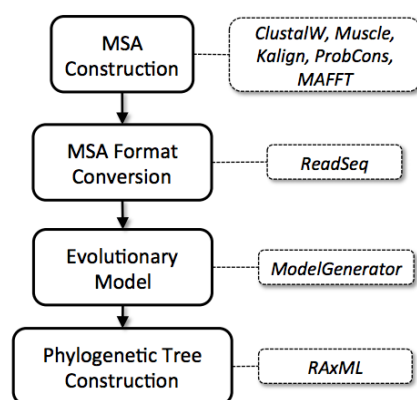 MSA
Construction
ClustalW, Muscle,
Kalign, ProbCons,
MAFFT
MSA Format
Conversion
ReadSeq
Evolutionary
Model
ModelGenerator
Phylogenetic Tree
Construction
RAxML